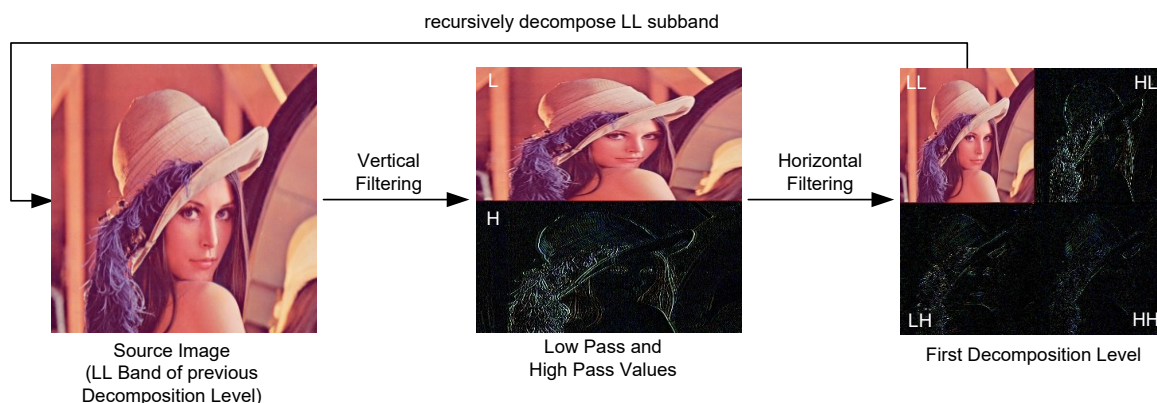 recursively decompose LL subband
L
LL
HL
Vertical
Filtering
Horizontal
Filtering
H
LH
HH
Source Image
(LL Band of previous
Decomposition Level)
Low Pass and
High Pass Values
First Decomposition Level